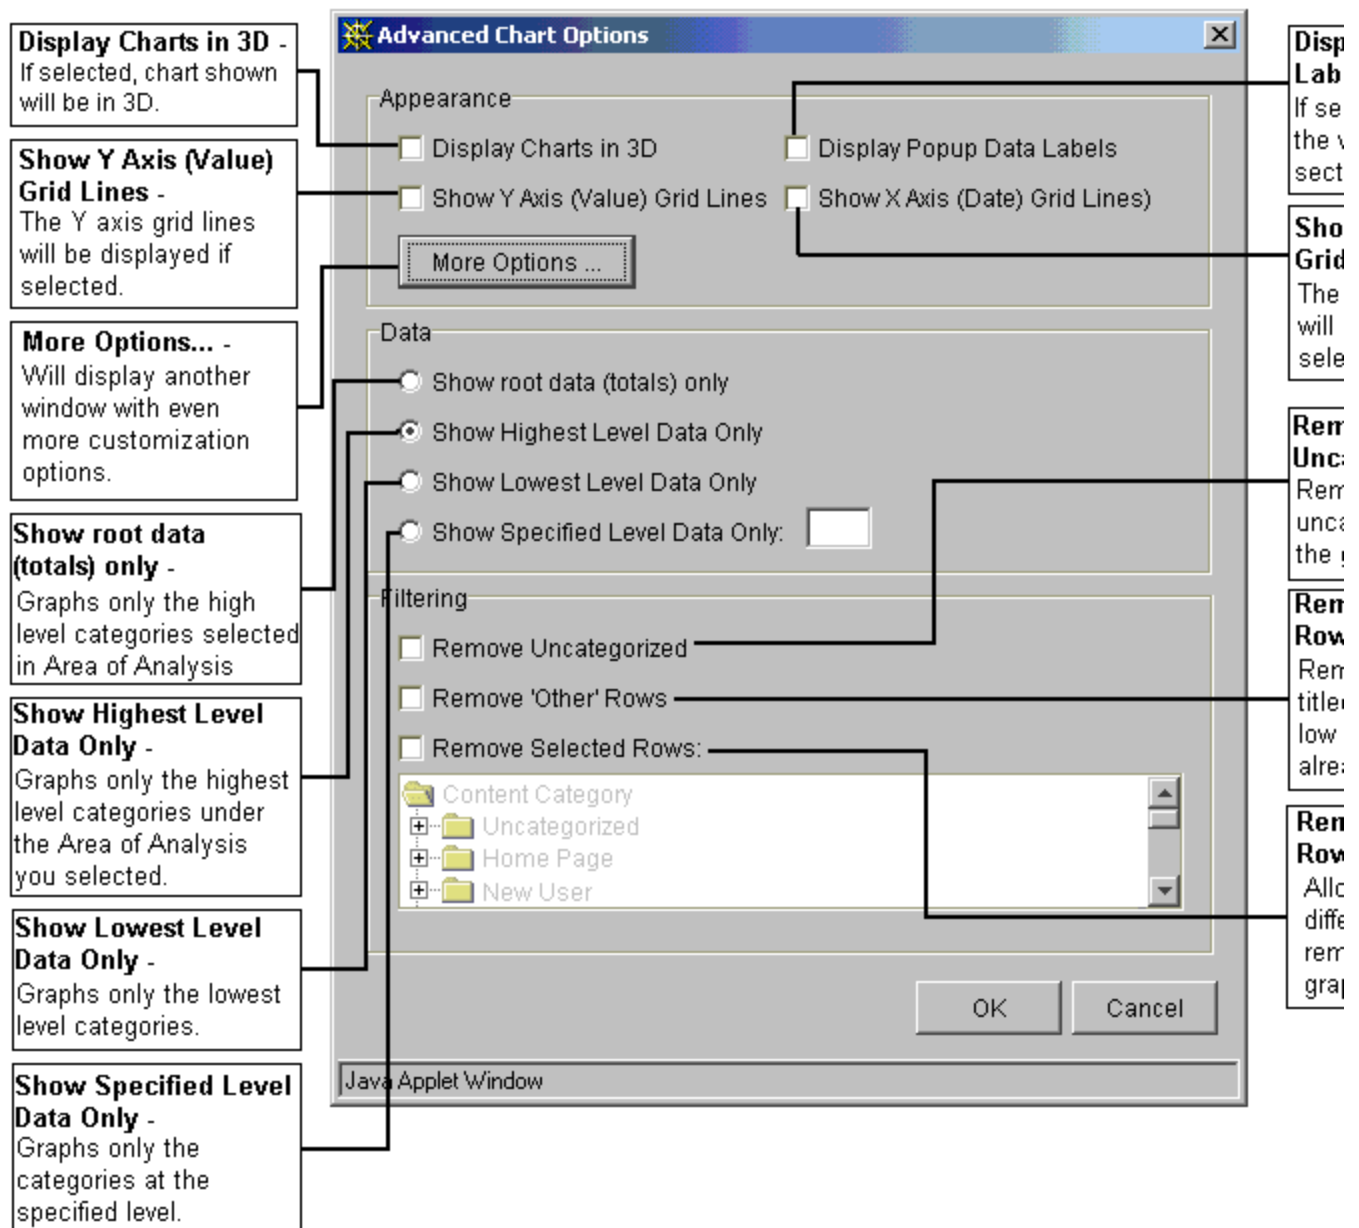 Display Charts in 3D -
If selected, chart shown
will be in 3D.
Show Y Axis (Value)
Grid Lines -
The Y axis grid lines
will be displayed if
selected.
More Options... -
Will display another
window with even
more customization
options.
Show root data
(totals) only -
Graphs only the high
level categories selected
in Area of Analysis
Show Highest Level
Data Only -
Graphs only the highest
level categories under
the Area of Analysis
you selected.
Show Lowest Level
Data Only -
Graphs only the lowest
level categories.
Show Specified Level
Data Only -
Graphs only the
categories at the
specified level.
Advanced Chart Options
Appearance
Display Charts in 3D
Display Popup Data Labels
Show Y Axis (Value) Grid Lines
Show X Axis (Date) Grid Lines)
More Options ...
Data
Show root data (totals) only
Show Highest Level Data Only
Show Lowest Level Data Only
Show Specified Level Data Only:
Filtering
Remove Uncategorized
Remove 'Other' Rows
Remove Selected Rows:
Content Category
Uncategorized
Home Page
New User
OK
Cancel
Java Applet Window
If
the
Grid
The
will
the
low